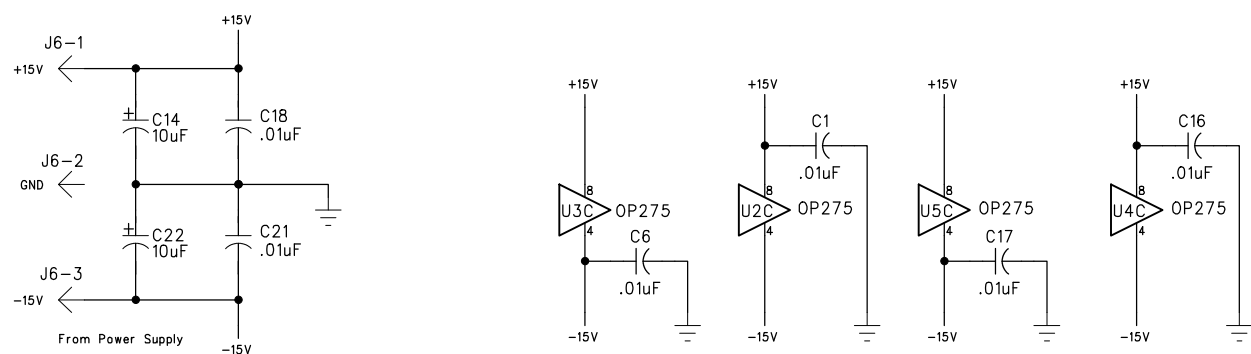 +15V
J6-1
+15V
+
C14
10uF
C18
.01uF
J6-2
GND
+
C22
10uF
C21
.01uF
J6-3
-15V
From Power Supply
-15V
+15V
8
U3C
OP275
4
C6
.01uF
-15V
+15V
C1
.01uF
8
U2C
OP275
4
-15V
+15V
8
U5C
OP275
4
C17
.01uF
-15V
+15V
C16
.01uF
8
U4C
OP275
4
-15V